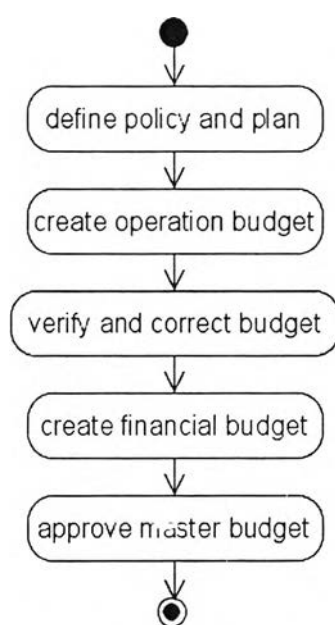 define policy and plan
create operation budget
verify and correct budget
create financial budget
approve master budget